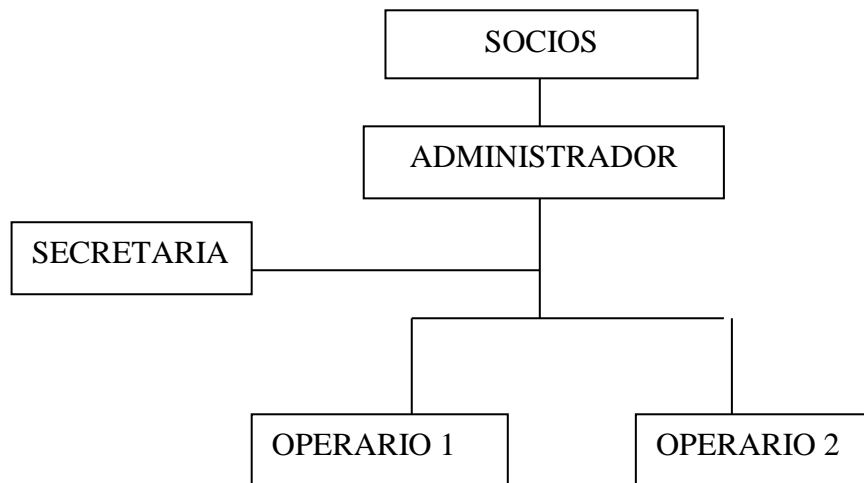 SOCIOS
ADMINISTRADOR
SECRETARIA
OPERARIO 1
OPERARIO 2